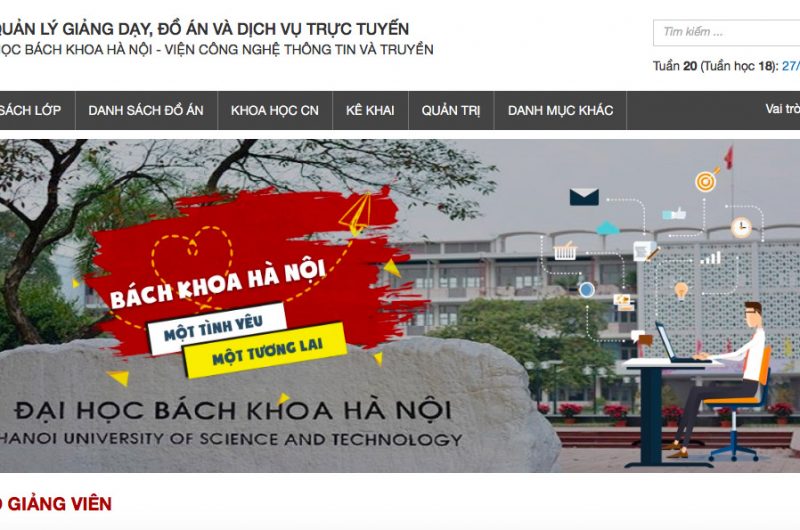 QUẢN LÝ GIẢNG DẠY, ĐỒ ÁN VÀ DỊCH VỤ TRỰC TUYẾN
HỌC BÁCH KHOA HÀ NỘI - VIỆN CÔNG NGHỆ THÔNG TIN VÀ TRUYỀN
Tìm kiếm ...
Tuần 20 (Tuần học 18): 27/
SÁCH LỚP DANH SÁCH ĐỒ ÁN KHOA HỌC CN KÊ KHAI QUẢN TRỊ DANH MỤC KHÁC Vai trò
BÁCH KHOA HÀ NỘI
MỘT TÌNH YÊU
MỘT TƯƠNG LAI
ĐẠI HỌC BÁCH KHOA HÀ NỘI
HANOI UNIVERSITY OF SCIENCE AND TECHNOLOGY
GIẢNG VIÊN